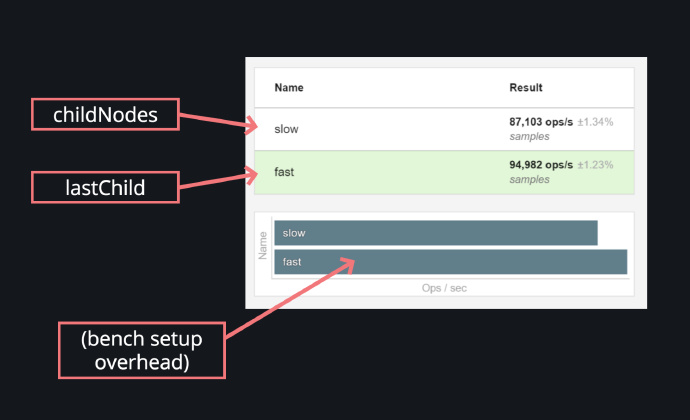 Name Result
childNodes
slow 87,103 ops/s ±1.34%
samples
lastChild
fast 94,982 ops/s ±1.23%
samples
Name
slow
fast
Ops / sec
(bench setup
overhead)